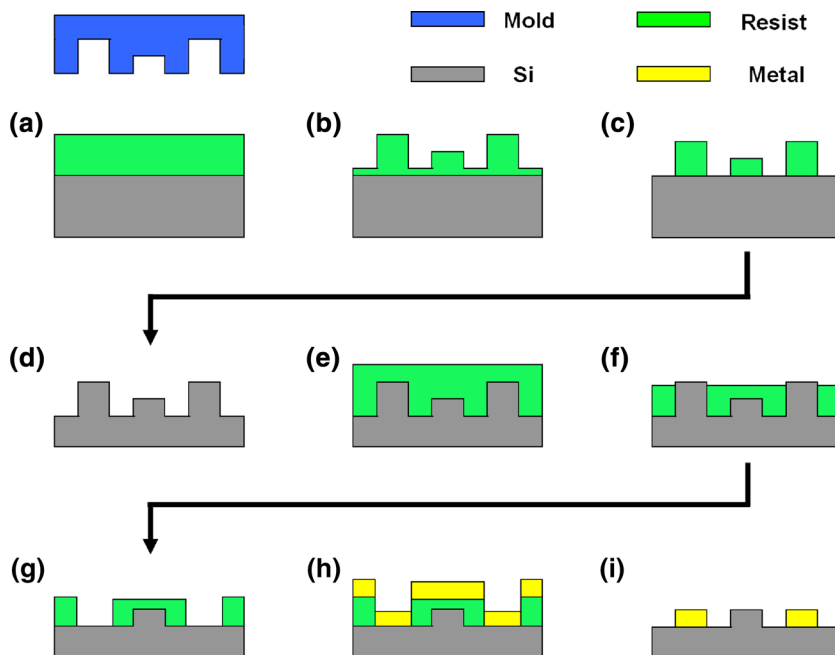 Mold
Resist
Si
Metal
(a)
(b)
(c)
(d)
(e)
(f)
(g)
(h)
(i)